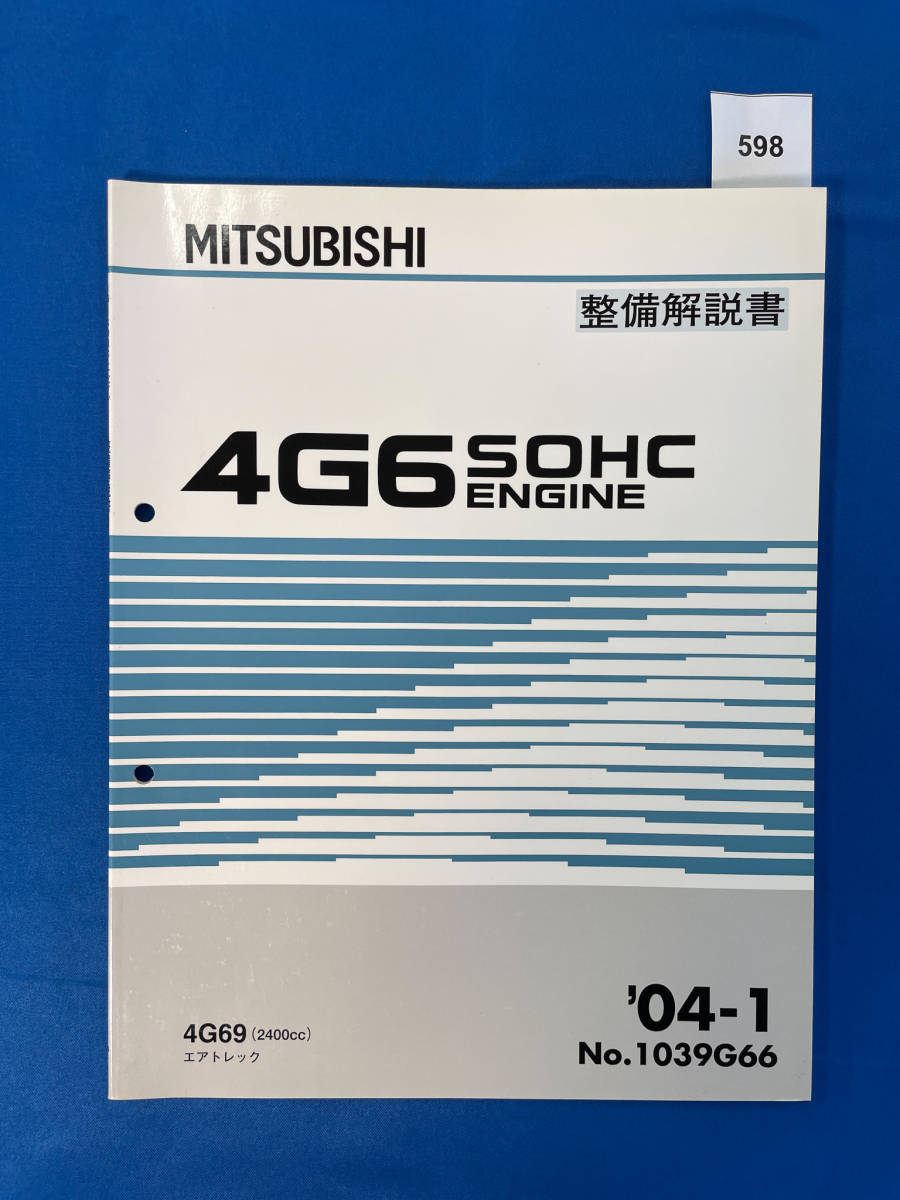 598
MITSUBISHI
整備解説書
4G6 SOHC
ENGINE
'04-1
4G69 (2400cc)
エアトレック
No.1039G66